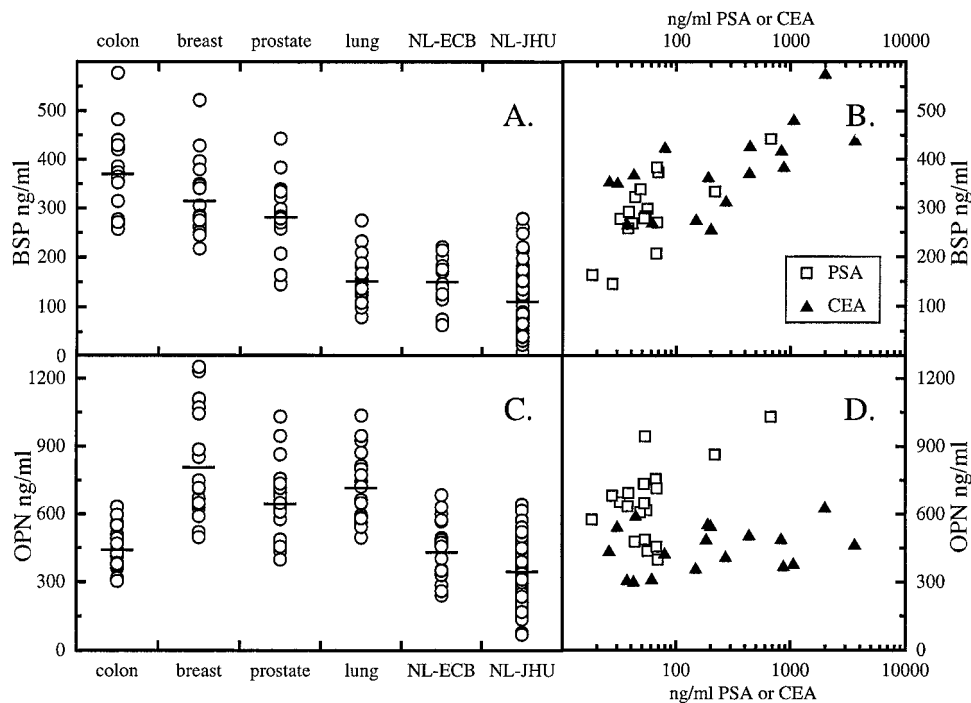 ng/ml PSA or CEA
colon breast prostate lung NL-ECB NL-JHU 100 1000 10000
500
400
300
200
100
0
BSP ng/ml
A.
B.
500
400
300
200
100
0
BSP ng/ml
PSA
CEA
1200
900
600
300
0
OPN ng/ml
C.
D.
1200
900
600
300
0
OPN ng/ml
colon breast prostate lung NL-ECB NL-JHU 100 1000 10000
ng/ml PSA or CEA